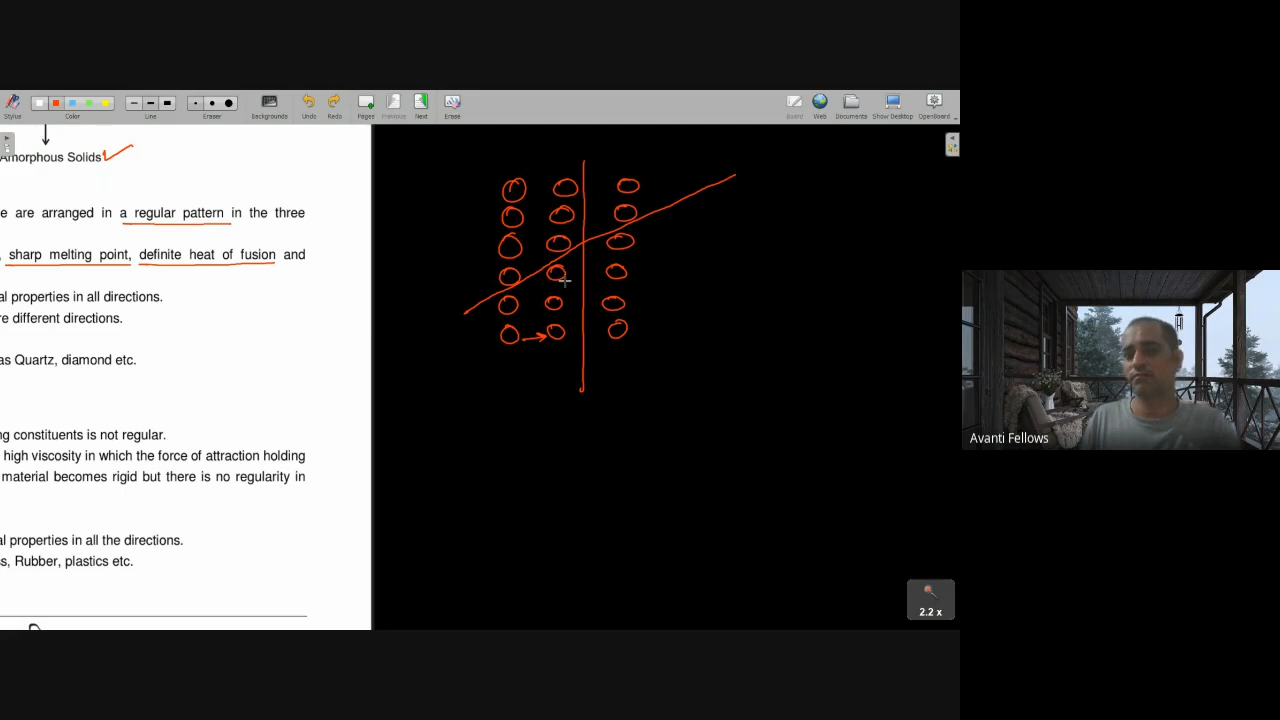 Stylus
Color
Line
Eraser
Backgrounds
Undo
Redo
Pages
Previous
Next
Erase
Board
Web
Documents
Show Desktop
OpenBoard
Amorphous Solids
e are arranged in a regular pattern in the three
, sharp melting point, definite heat of fusion and
al properties in all directions.
re different directions.
as Quartz, diamond etc.
ng constituents is not regular.
high viscosity in which the force of attraction holding
material becomes rigid but there is no regularity in
al properties in all the directions.
ss, Rubber, plastics etc.
2.2 x
Avanti Fellows